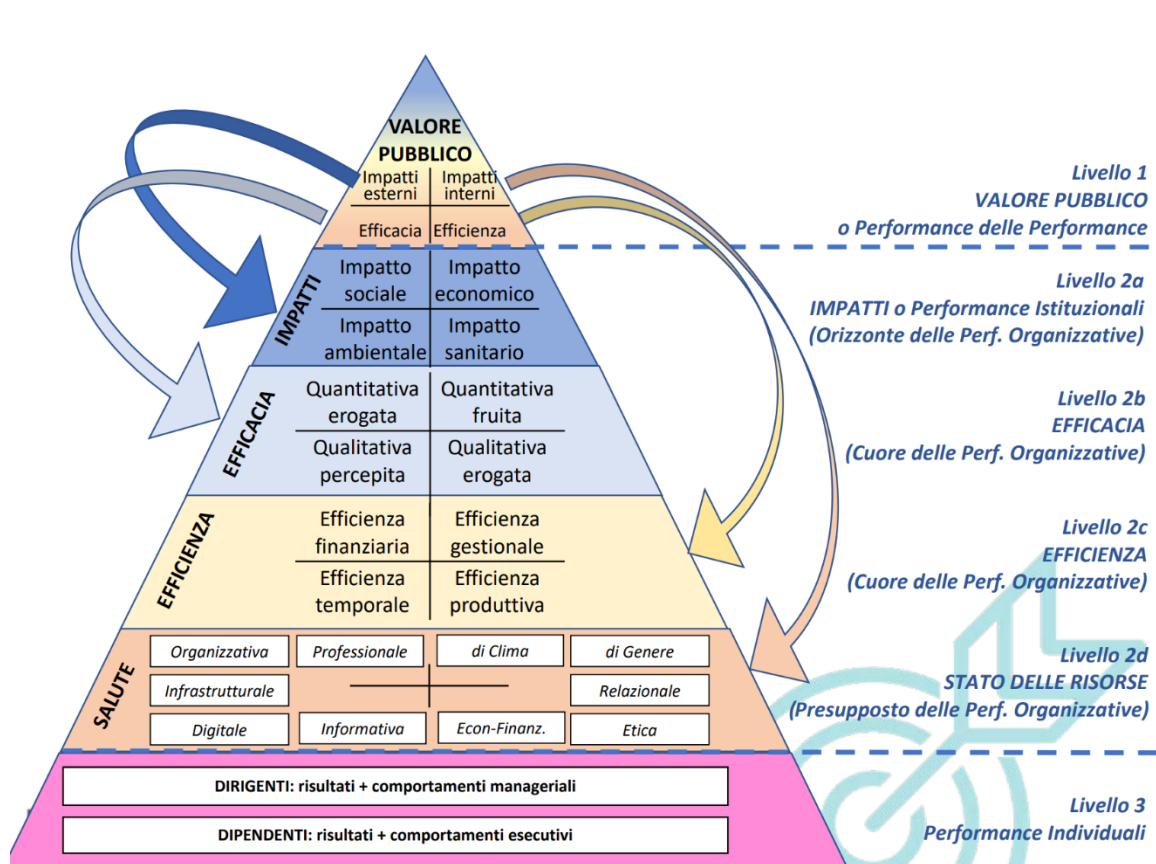 VALORE
PUBBLICO
Impatti esterni
Impatti interni
Efficacia
Efficienza
Livello 1
VALORE PUBBLICO
o Performance delle Performance
IMPATTI
Impatto sociale
Impatto economico
Impatto ambientale
Impatto sanitario
Livello 2a
IMPATTI o Performance Istituzionali
(Orizzonte delle Perf. Organizzative)
EFFICACIA
Quantitativa erogata
Quantitativa fruita
Qualitativa percepita
Qualitativa erogata
Livello 2b
EFFICACIA
(Cuore delle Perf. Organizzative)
EFFICIENZA
Efficienza finanziaria
Efficienza gestionale
Efficienza temporale
Efficienza produttiva
Livello 2c
EFFICIENZA
(Cuore delle Perf. Organizzative)
SALUTE
Organizzativa
Professionale
di Clima
di Genere
Infrastrutturale
Relazionale
Digitale
Informativa
Econ-Finanz.
Etica
Livello 2d
STATO DELLE RISORSE
(Presupposto delle Perf. Organizzative)
DIRIGENTI: risultati + comportamenti manageriali
DIPENDENTI: risultati + comportamenti esecutivi
Livello 3
Performance Individuali